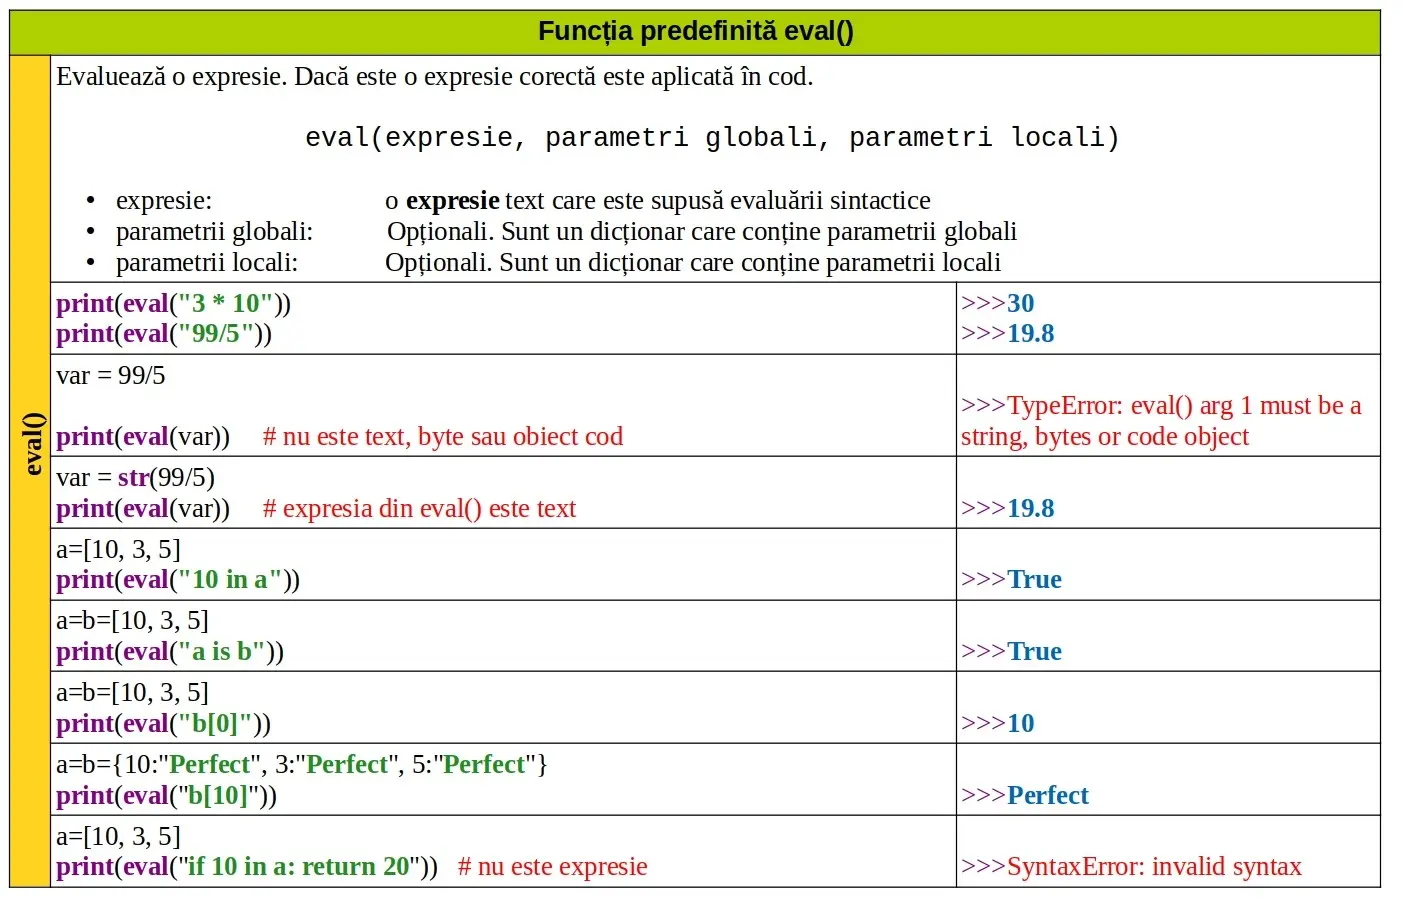 Funcția predefinită eval()
eval()
Evaluează o expresie. Dacă este o expresie corectă este aplicată în cod.
eval(expresie, parametri globali, parametri locali)
• expresie: o expresie text care este supusă evaluării sintactice
• parametrii globali: Opționali. Sunt un dicționar care conține parametrii globali
• parametrii locali: Opționali. Sunt un dicționar care conține parametrii locali
print(eval("3 * 10")) >>>30
print(eval("99/5")) >>>19.8
var = 99/5
>>>TypeError: eval() arg 1 must be a
print(eval(var)) # nu este text, byte sau obiect cod string, bytes or code object
var = str(99/5)
print(eval(var)) # expresia din eval() este text >>>19.8
a=[10, 3, 5]
print(eval("10 in a")) >>>True
a=b=[10, 3, 5]
print(eval("a is b")) >>>True
a=b=[10, 3, 5]
print(eval("b[0]")) >>>10
a=b={10:"Perfect", 3:"Perfect", 5:"Perfect"}
print(eval("b[10]")) >>>Perfect
a=[10, 3, 5]
print(eval("if 10 in a: return 20")) # nu este expresie >>>SyntaxError: invalid syntax